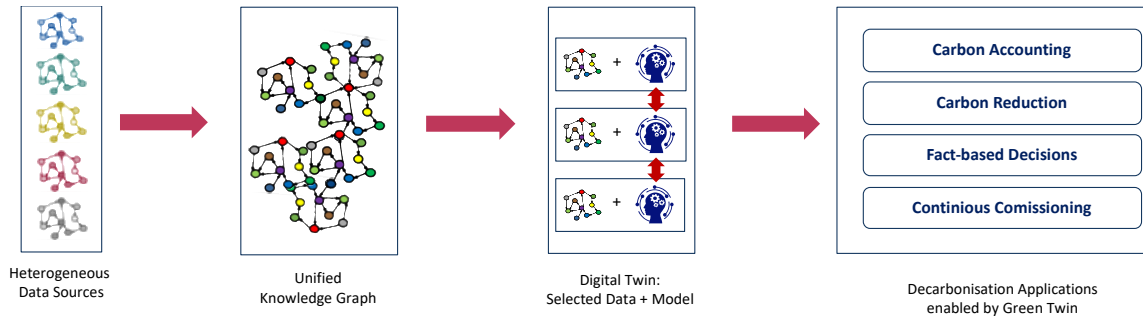 Heterogeneous
Data Sources
Unified
Knowledge Graph
+
+
+
Digital Twin:
Selected Data + Model
Carbon Accounting
Carbon Reduction
Fact-based Decisions
Continious Comissioning
Decarbonisation Applications
enabled by Green Twin